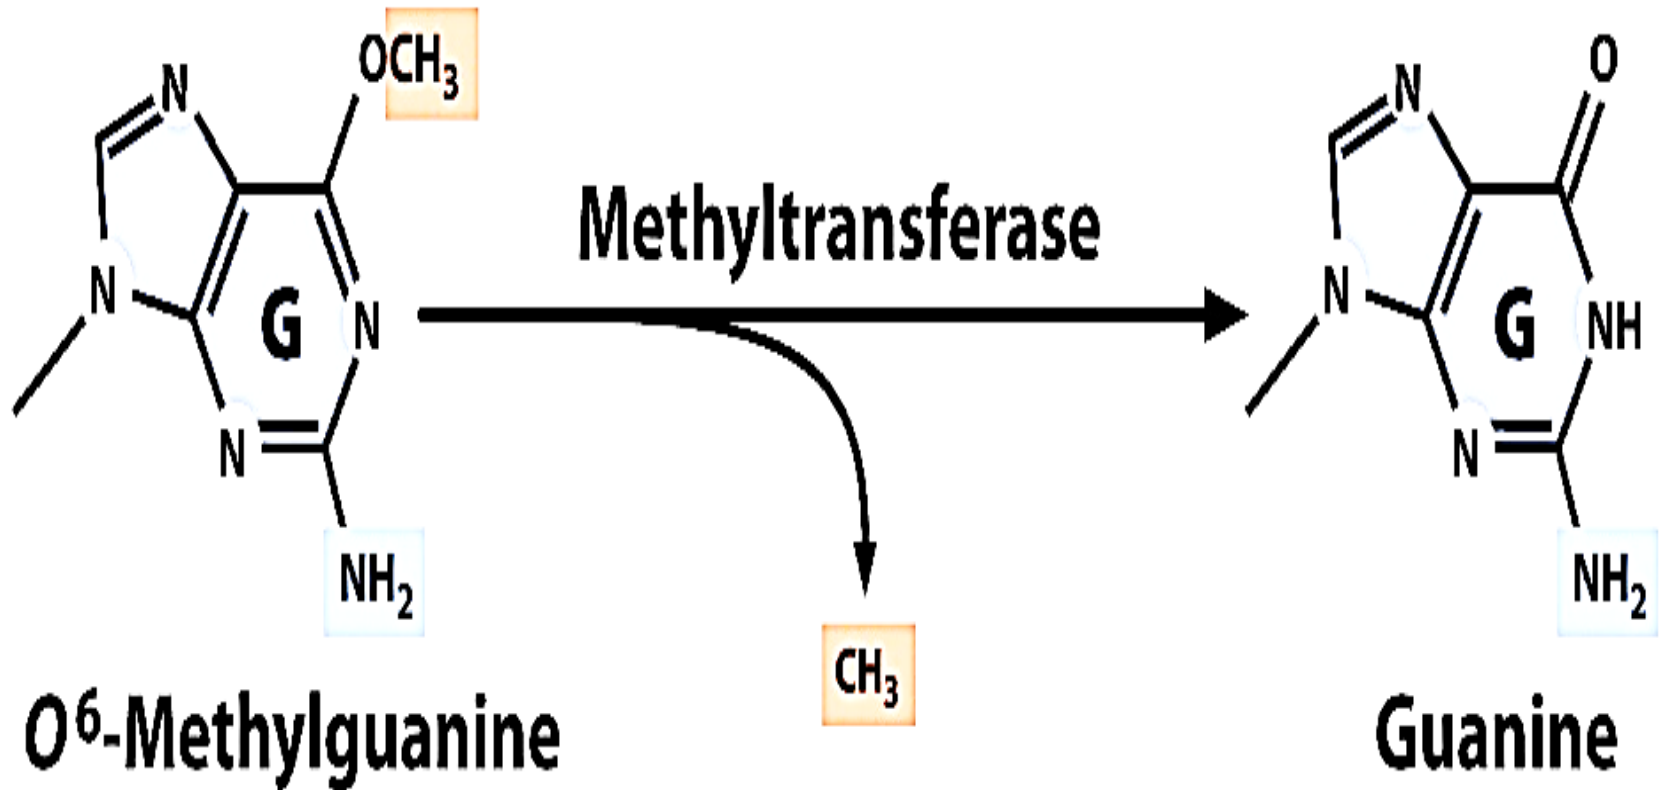 OCH₃
N
N
G
N
N
NH₂
O⁶-Methylguanine
Methyltransferase
CH₃
O
N
N
G
NH
N
NH₂
Guanine